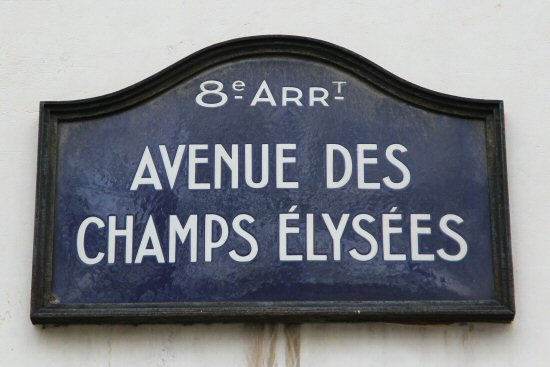 8e Arrt
AVENUE DES
CHAMPS ÉLYSÉES